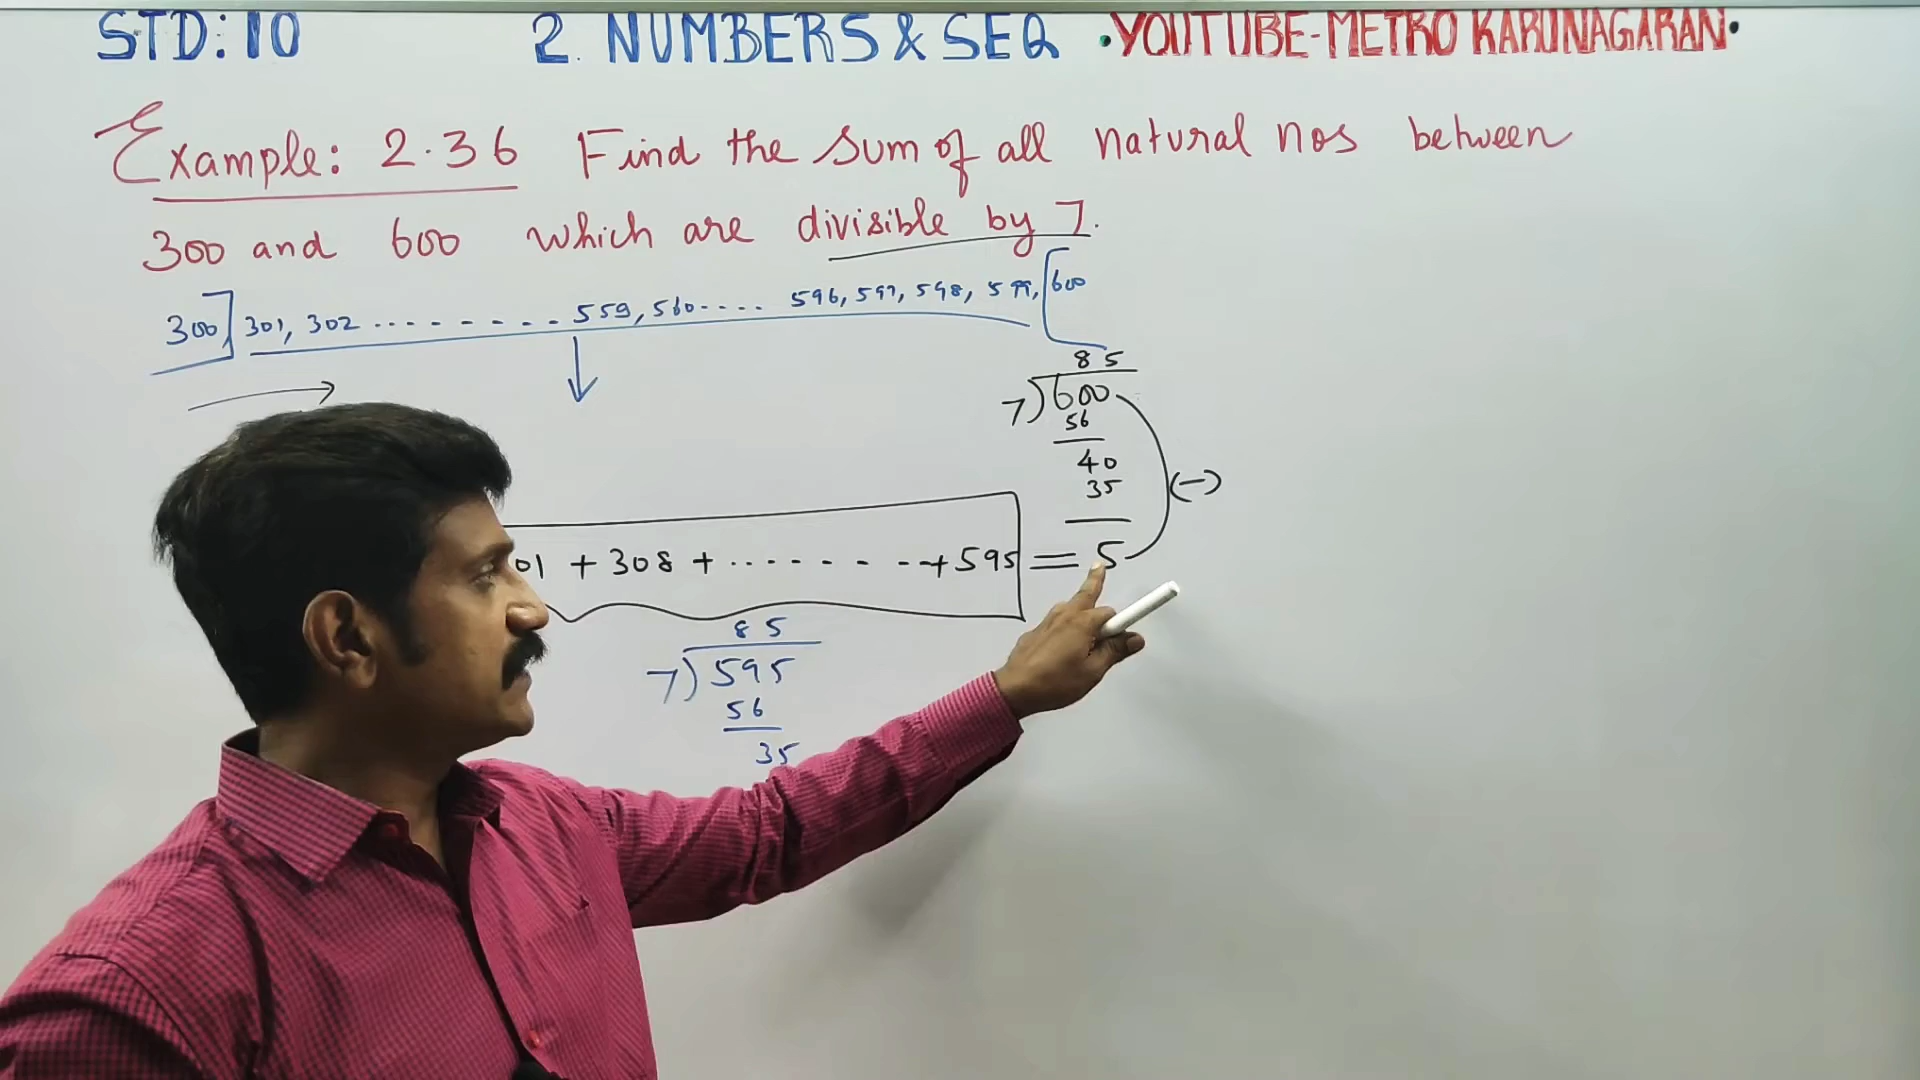 STD: 10 2. NUMBERS & SEQ • YOUTUBE-METRO KARUNAGARAN •
Example: 2.36 Find the sum of all natural nos between
300 and 600 which are divisible by 7.
300, 301, 302 ......... 559, 560.... 596, 597, 598, 599, 600
85
7)600
56
40
35
(-)
01 + 308 + ......... + 595 = 5
85
7)595
56
35